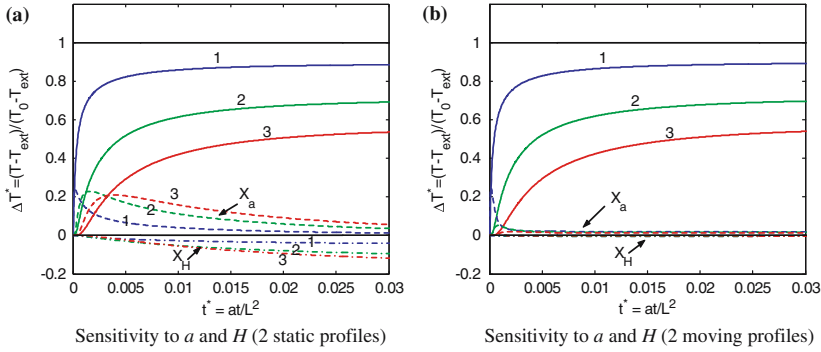 (a)
ΔT*=(T-T_ext)/(T_0-T_ext)
1
0.8
0.6
0.4
0.2
0
-0.2
1
2
3
3
X_a
2
1
1
X_H
2
3
0 0.005 0.01 0.015 0.02 0.025 0.03
t* = at/L²
Sensitivity to a and H (2 static profiles)
(b)
ΔT*=(T-T_ext)/(T_0-T_ext)
1
0.8
0.6
0.4
0.2
0
-0.2
1
2
3
X_a
X_H
0 0.005 0.01 0.015 0.02 0.025 0.03
t* = at/L²
Sensitivity to a and H (2 moving profiles)